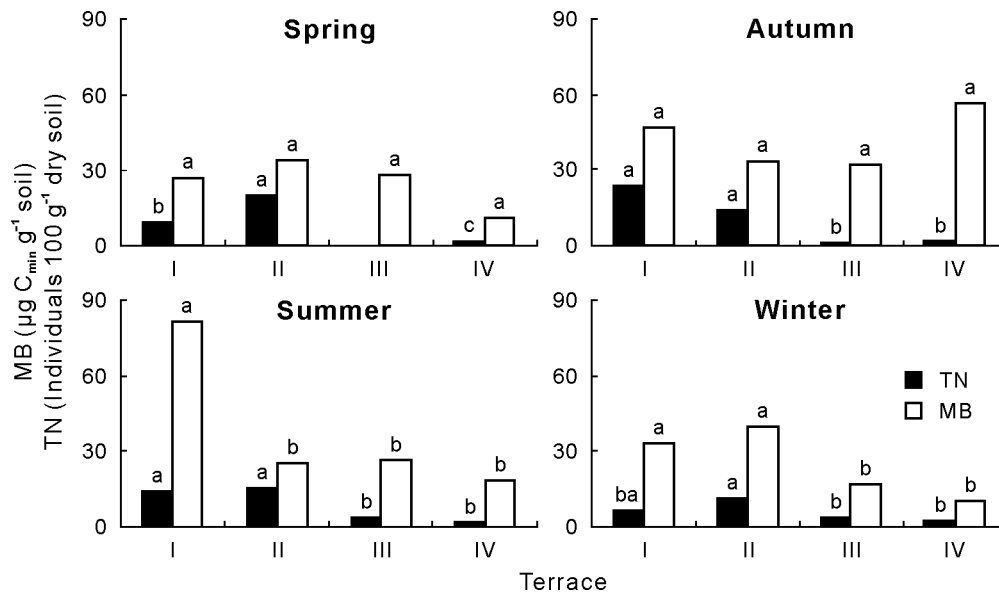 MB (µg C min g⁻¹ soil)
TN (Individuals 100 g⁻¹ dry soil)
Spring
90
60
30
0
b a a a a c a
I II III IV
Autumn
90
60
30
0
a a a a b a b a
I II III IV
Summer
90
60
30
0
a a a b b b b b
I II III IV
Winter
90
60
30
0
ba a a a b b b b
I II III IV
TN
MB
Terrace